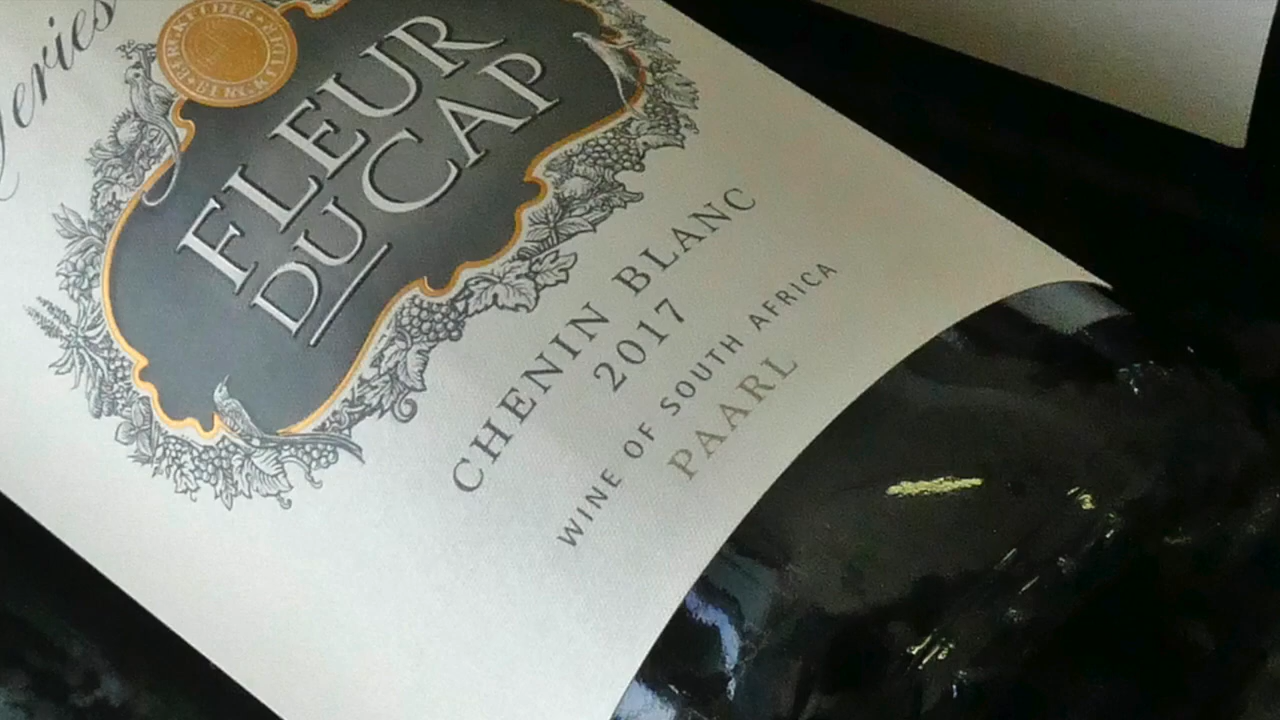 Series
FLEUR
DU CAP
CHENIN BLANC
2017
WINE OF SOUTH AFRICA
PAARL